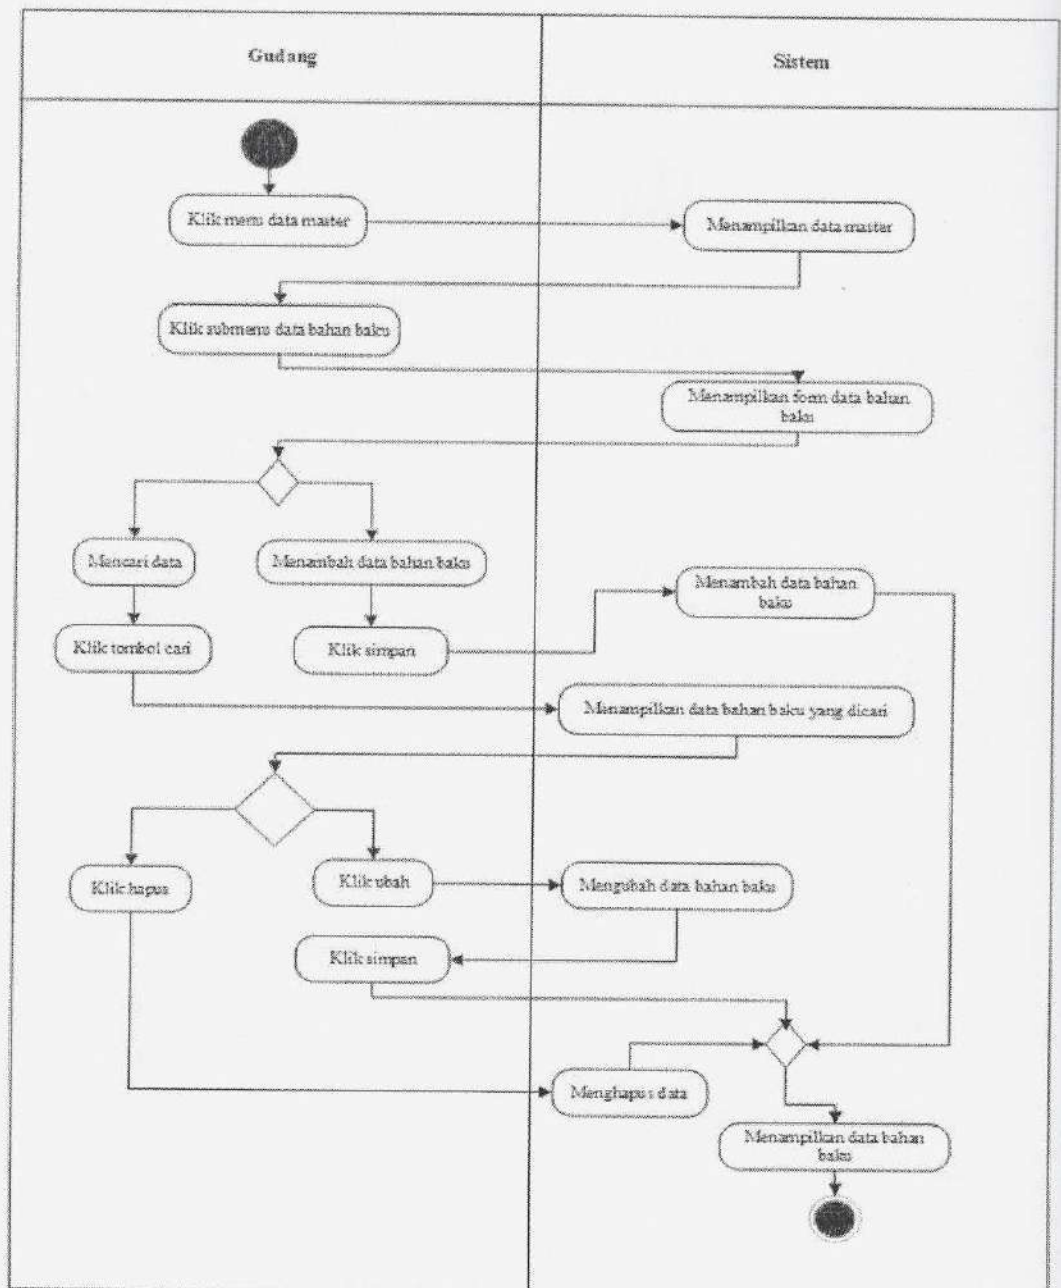 Gudang
Sistem
Klik menu data master
Menampilkan data master
Klik submenu data bahan baku
Menampilkan form data bahan
baku
Mencari data
Menambah data bahan baku
Menambah data bahan
baku
Klik tombol cari
Klik simpan
Menampilkan data bahan baku yang dicari
Klik hapus
Klik ubah
Mengubah data bahan baku
Klik simpan
Menghapus data
Menampilkan data bahan
baku